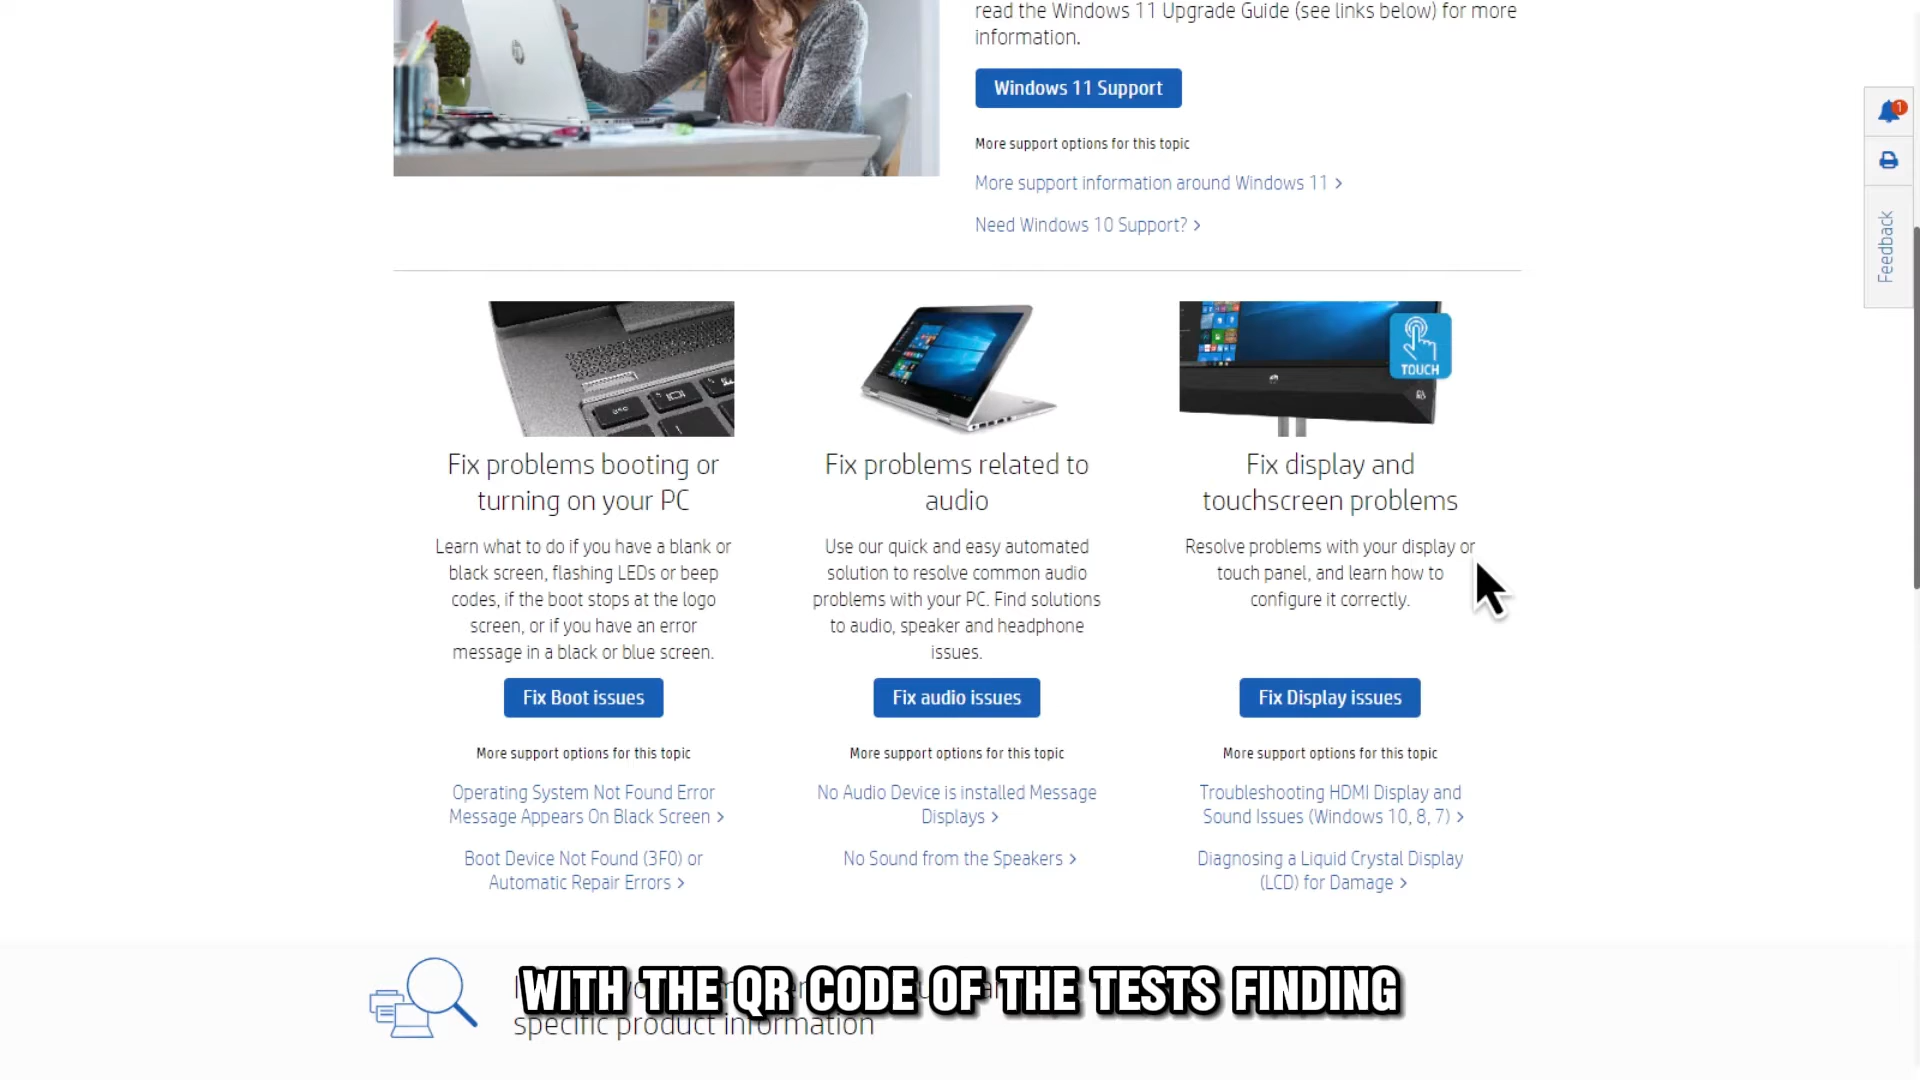 read the Windows 11 Upgrade Guide (see links below) for more
information.
Windows 11 Support
More support options for this topic
More support information around Windows 11 >
Need Windows 10 Support? >
1
Feedback
TOUCH
esc
Fix problems booting or
turning on your PC
Learn what to do if you have a blank or
black screen, flashing LEDs or beep
codes, if the boot stops at the logo
screen, or if you have an error
message in a black or blue screen.
Fix Boot issues
More support options for this topic
Operating System Not Found Error
Message Appears On Black Screen >
Boot Device Not Found (3F0) or
Automatic Repair Errors >
Fix problems related to
audio
Use our quick and easy automated
solution to resolve common audio
problems with your PC. Find solutions
to audio, speaker and headphone
issues.
Fix audio issues
More support options for this topic
No Audio Device is installed Message
Displays >
No Sound from the Speakers >
Fix display and
touchscreen problems
Resolve problems with your display or
touch panel, and learn how to
configure it correctly.
Fix Display issues
More support options for this topic
Troubleshooting HDMI Display and
Sound Issues (Windows 10, 8, 7) >
Diagnosing a Liquid Crystal Display
(LCD) for Damage >
WITH THE QR CODE OF THE TESTS FINDING
specific product information